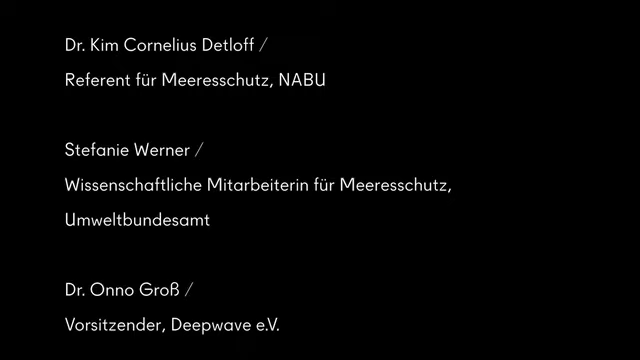 Dr. Kim Cornelius Detloff /
Referent für Meeresschutz, NABU
Stefanie Werner /
Wissenschaftliche Mitarbeiterin für Meeresschutz,
Umweltbundesamt
Dr. Onno Groß /
Vorsitzender, Deepwave e.V.